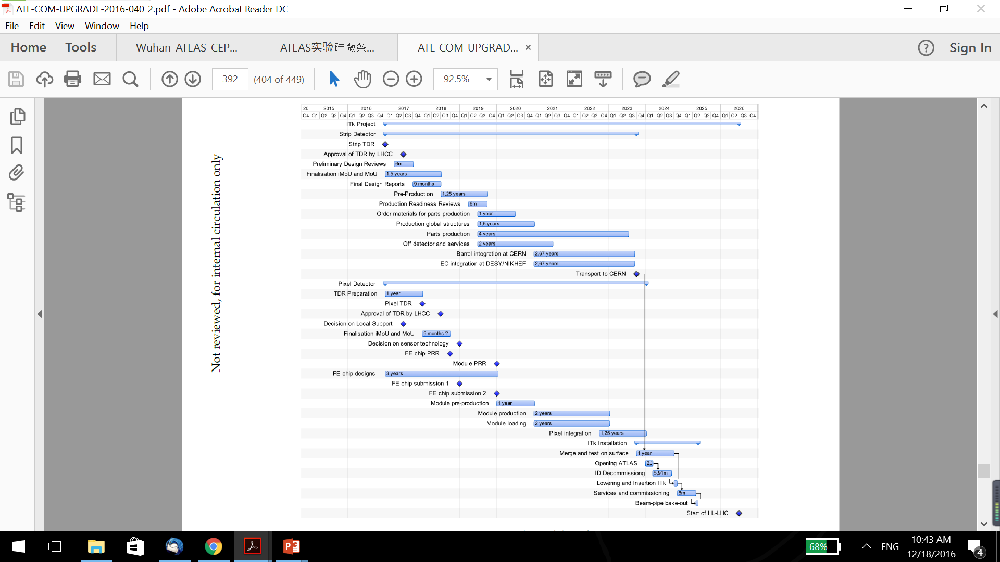 ATL-COM-UPGRADE-2016-040_2.pdf - Adobe Acrobat Reader DC
File Edit View Window Help
Home Tools Wuhan_ATLAS_CEP... ATLAS实验硅微条... ATL-COM-UPGRAD... × ? Sign In
392 (404 of 449) 92.5%
Not reviewed, for internal circulation only
20 2015 2016 2017 2018 2019 2020 2021 2022 2023 2024 2025 2026
Q4 Q1 Q2 Q3 Q4 Q1 Q2 Q3 Q4 Q1 Q2 Q3 Q1 Q2 Q3 Q4 Q1 Q2 Q3 Q4 Q1 Q2 Q3 Q4 Q1 Q2 Q3 Q4 Q1 Q2 Q3 Q4 Q1 Q2 Q3 Q4 Q1 Q2 Q3 Q4 Q1 Q2 Q3 Q4 Q1 Q2 Q3 Q4
ITk Project
Strip Detector
Strip TDR
Approval of TDR by LHCC
Preliminary Design Reviews 6m
Finalisation iMoU and MoU 1,5 years
Final Design Reports 9 months
Pre-Production 1,25 years
Production Readiness Reviews 6m
Order materials for parts production 1 year
Production global structures 1,5 years
Parts production 4 years
Off detector and services 2 years
Barrel integration at CERN 2,67 years
EC integration at DESY/NIKHEF 2,67 years
Transport to CERN
Pixel Detector
TDR Preparation 1 year
Pixel TDR
Approval of TDR by LHCC
Decision on Local Support
Finalisation iMoU and MoU 9 months ?
Decision on sensor technology
FE chip PRR
Module PRR
FE chip designs 3 years
FE chip submission 1
FE chip submission 2
Module pre-production 1 year
Module production 2 years
Module loading 2 years
Pixel integration 1,25 years
ITk Installation
Merge and test on surface 1 year
Opening ATLAS
ID Decommissiong 5,91m
Lowering and Insertion ITk
Services and commissioning 6m
Beam-pipe bake-out
Start of HL-LHC
68% ENG 10:43 AM
12/18/2016 4